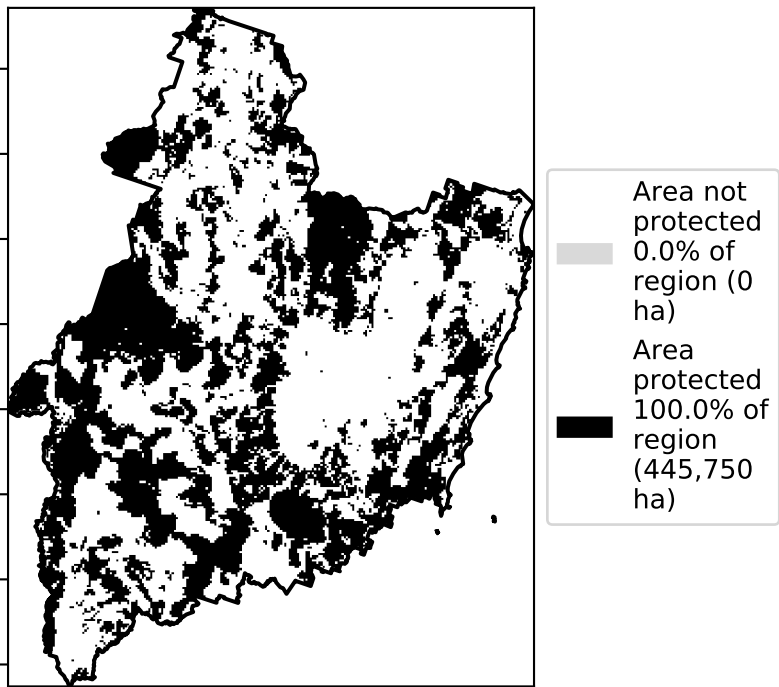 Area not
protected
0.0% of
region (0
ha)
Area
protected
100.0% of
region
(445,750
ha)